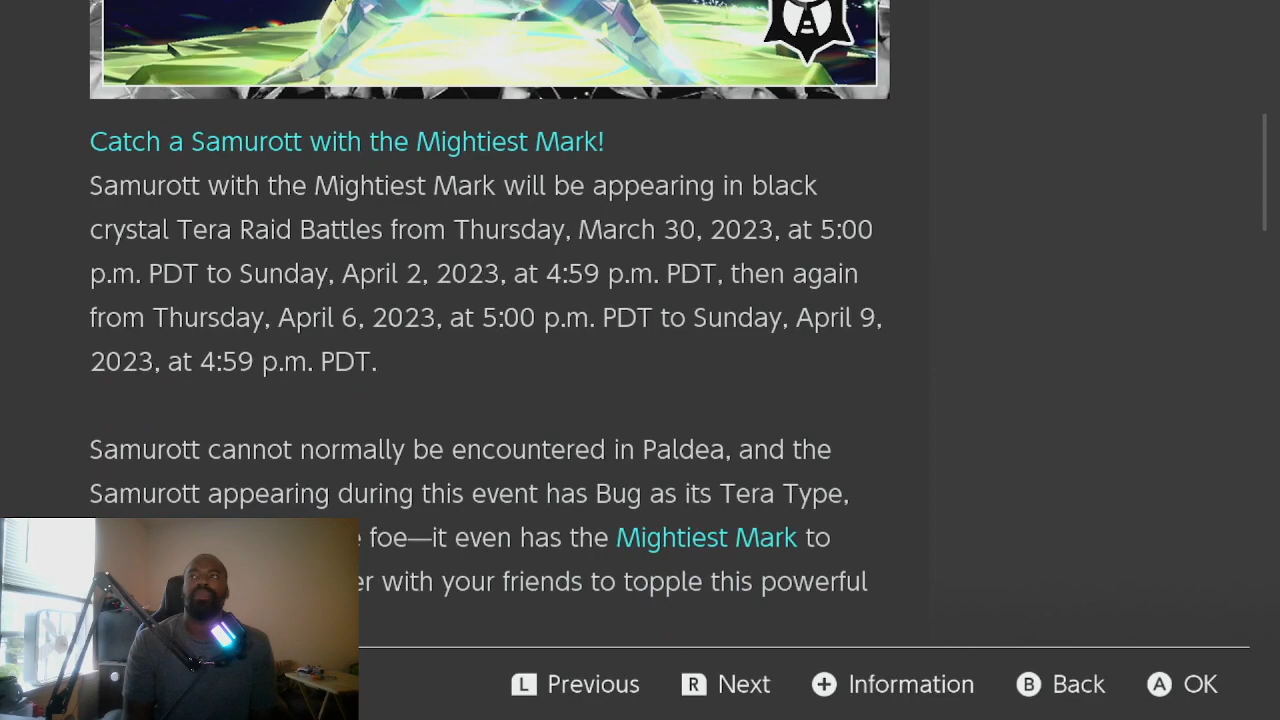 Catch a Samurott with the Mightiest Mark!
Samurott with the Mightiest Mark will be appearing in black
crystal Tera Raid Battles from Thursday, March 30, 2023, at 5:00
p.m. PDT to Sunday, April 2, 2023, at 4:59 p.m. PDT, then again
from Thursday, April 6, 2023, at 5:00 p.m. PDT to Sunday, April 9,
2023, at 4:59 p.m. PDT.
Samurott cannot normally be encountered in Paldea, and the
Samurott appearing during this event has Bug as its Tera Type,
foe—it even has the Mightiest Mark to
with your friends to topple this powerful
L Previous R Next + Information B Back A OK